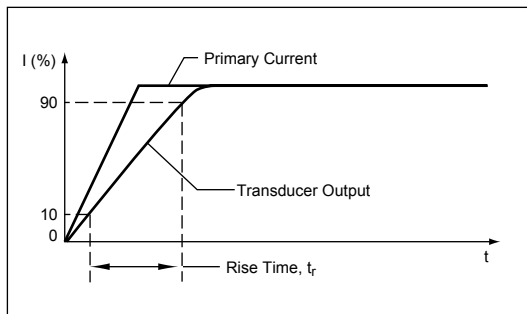 I (%)
Primary Current
90
Transducer Output
10
0
t
Rise Time, tr